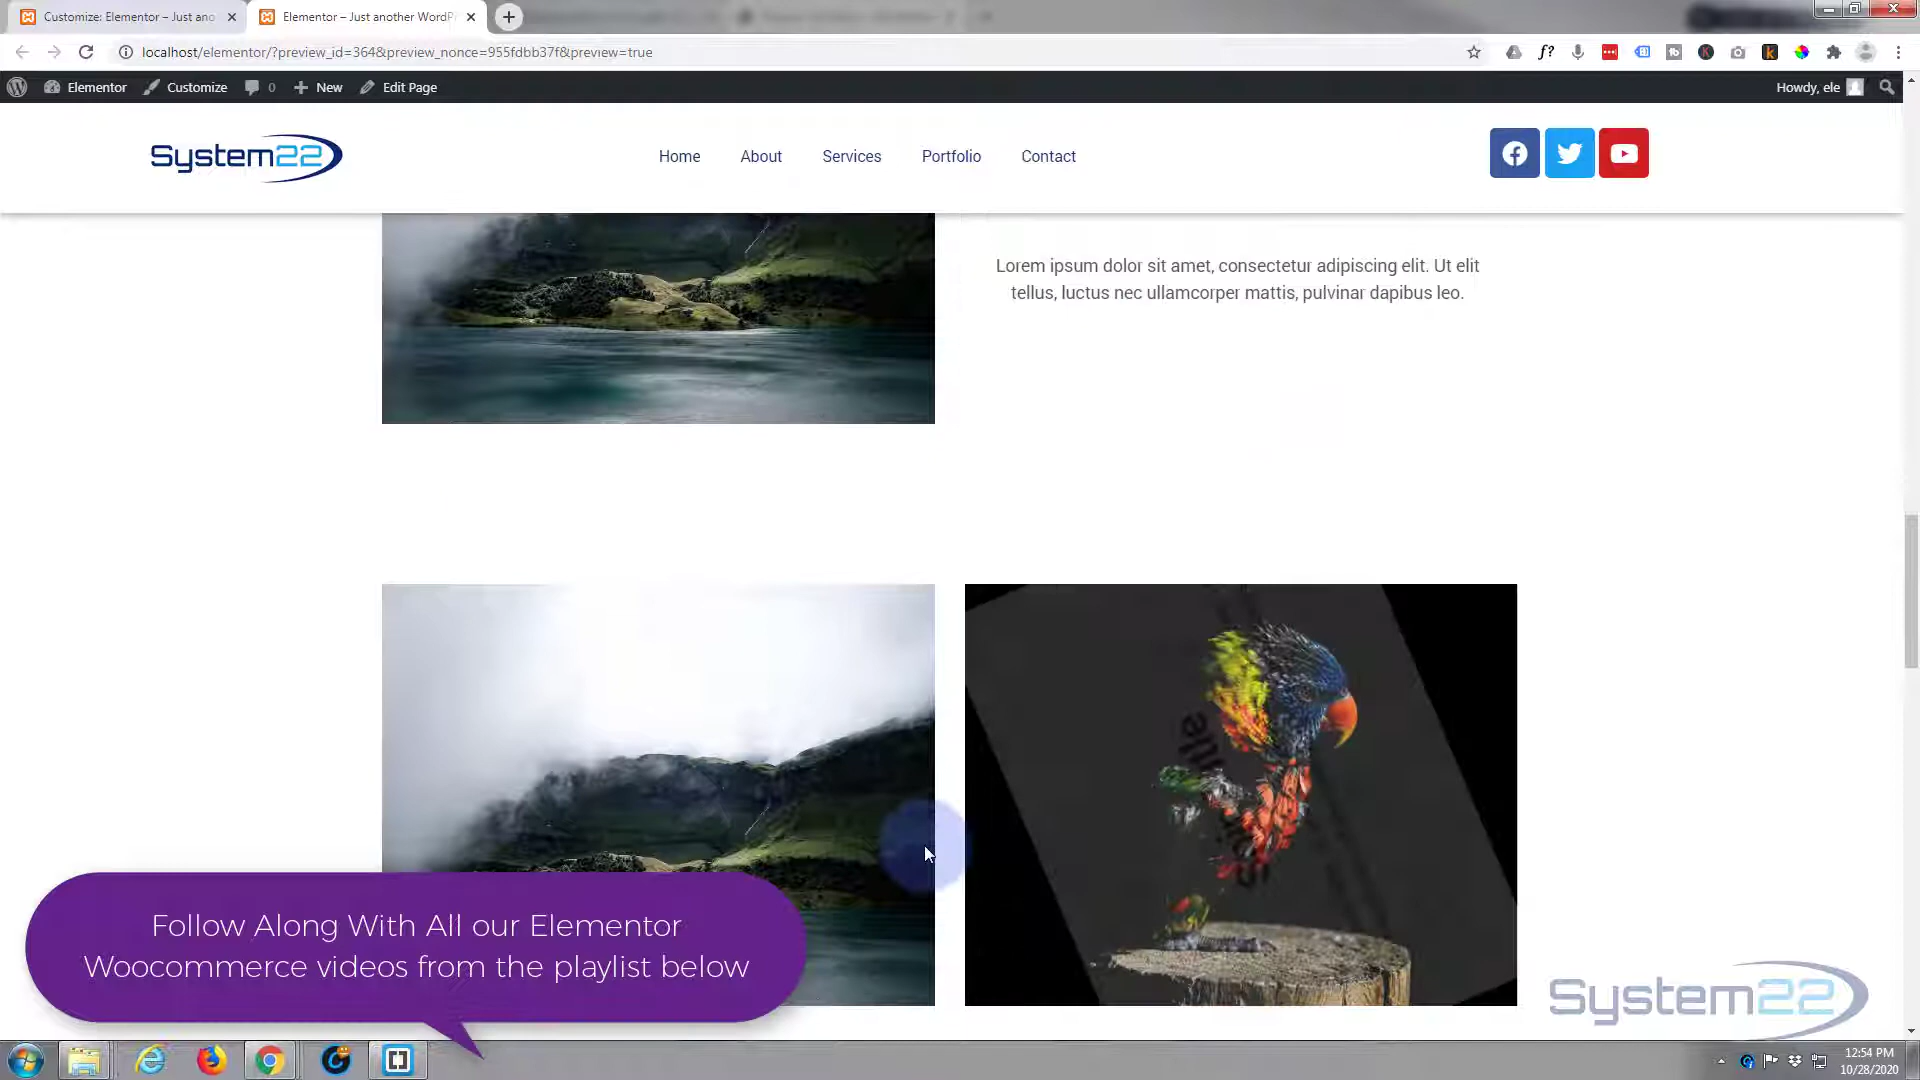 Customize: Elementor – Just ano
Elementor – Just another WordP
localhost/elementor/?preview_id=364&preview_nonce=955fdbb37f&preview=true
Elementor
Customize
0
New
Edit Page
Howdy, ele
System22
Home
About
Services
Portfolio
Contact
Lorem ipsum dolor sit amet, consectetur adipiscing elit. Ut elit
tellus, luctus nec ullamcorper mattis, pulvinar dapibus leo.
Follow Along With All our Elementor
Woocommerce videos from the playlist below
System22
12:54 PM
10/28/2020